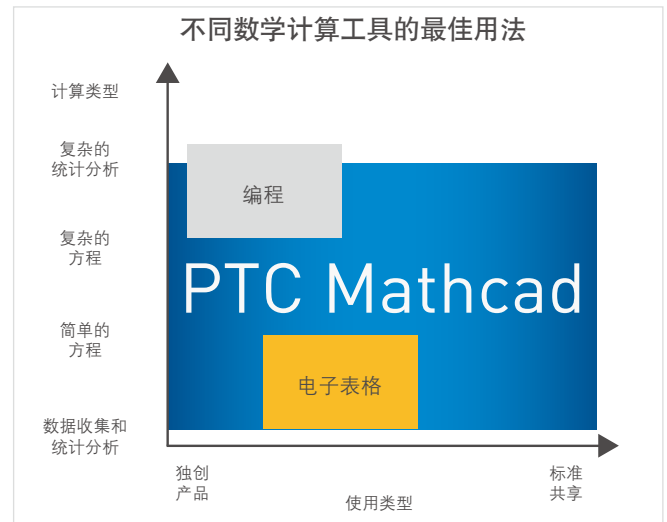 不同数学计算工具的最佳用法
计算类型
复杂的
统计分析
编程
复杂的
方程
PTC Mathcad
简单的
方程
电子表格
数据收集和
统计分析
独创
产品
使用类型
标准
共享